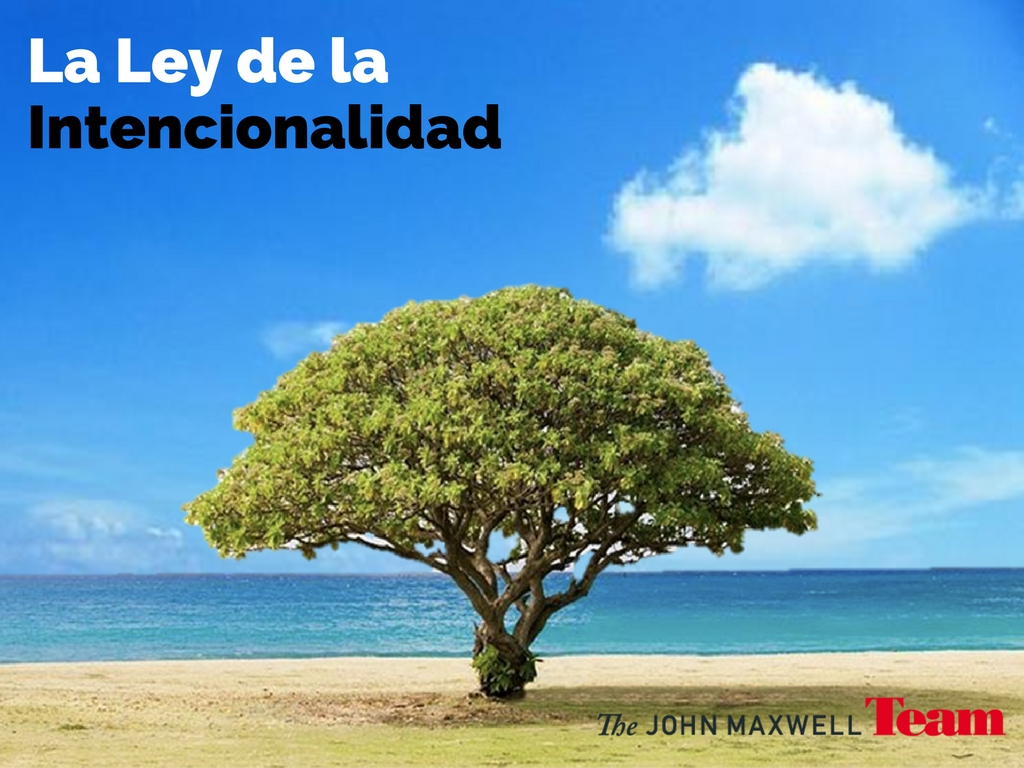 La Ley de la
Intencionalidad
The JOHN MAXWELL Team